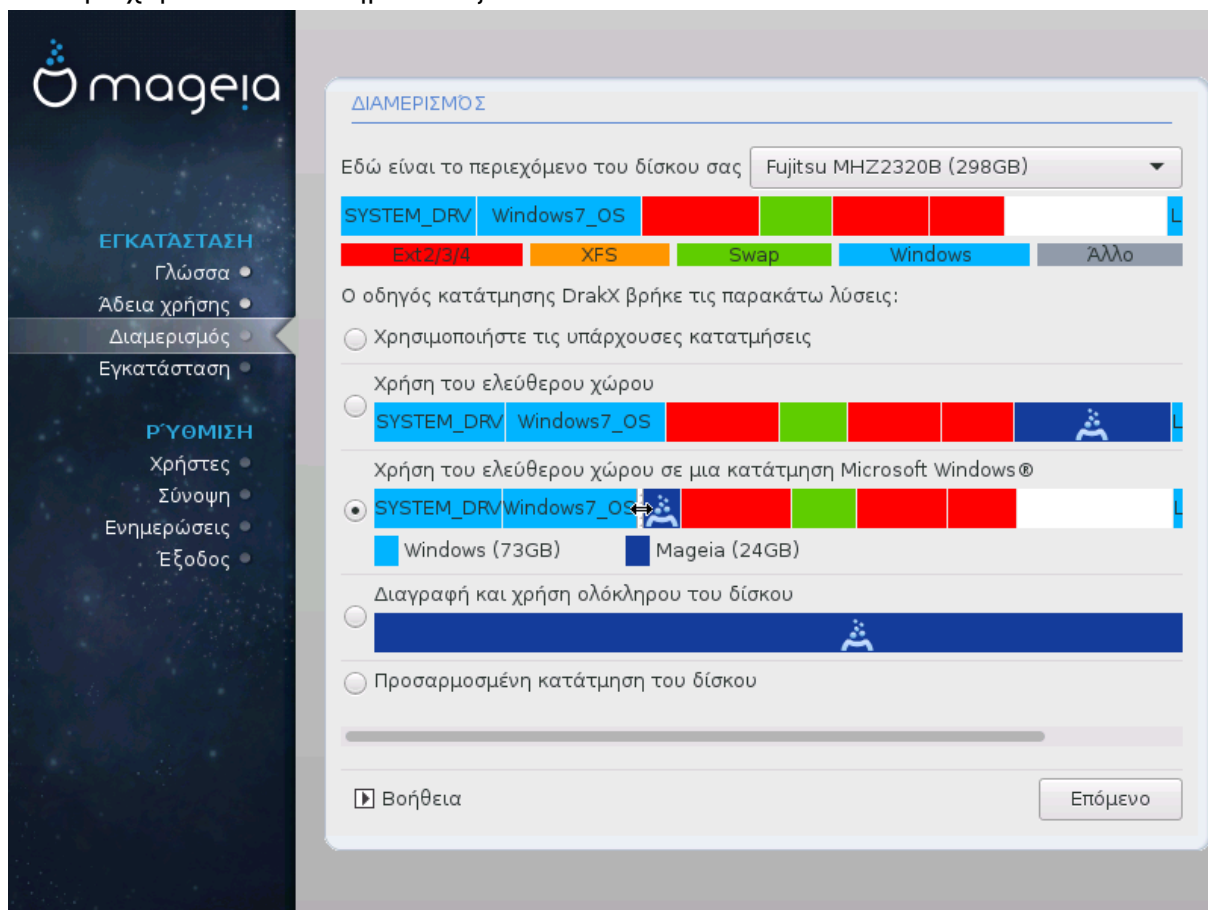 mageia
ΕΓΚΑΤΆΣΤΑΣΗ
Γλώσσα
Άδεια χρήσης
Διαμερισμός
Εγκατάσταση
ΡΎΘΜΙΣΗ
Χρήστες
Σύνοψη
Ενημερώσεις
Έξοδος
ΔΙΑΜΕΡΙΣΜΌΣ
Εδώ είναι το περιεχόμενο του δίσκου σας Fujitsu MHZ2320B (298GB)
SYSTEM_DRV Windows7_OS L
Ext2/3/4 XFS Swap Windows Άλλο
Ο οδηγός κατάτμησης DrakX βρήκε τις παρακάτω λύσεις:
Χρησιμοποιήστε τις υπάρχουσες κατατμήσεις
Χρήση του ελεύθερου χώρου
SYSTEM_DRV Windows7_OS L
Χρήση του ελεύθερου χώρου σε μια κατάτμηση Microsoft Windows®
SYSTEM_DRV Windows7_OS L
Windows (73GB) Mageia (24GB)
Διαγραφή και χρήση ολόκληρου του δίσκου
Προσαρμοσμένη κατάτμηση του δίσκου
Βοήθεια
Επόμενο